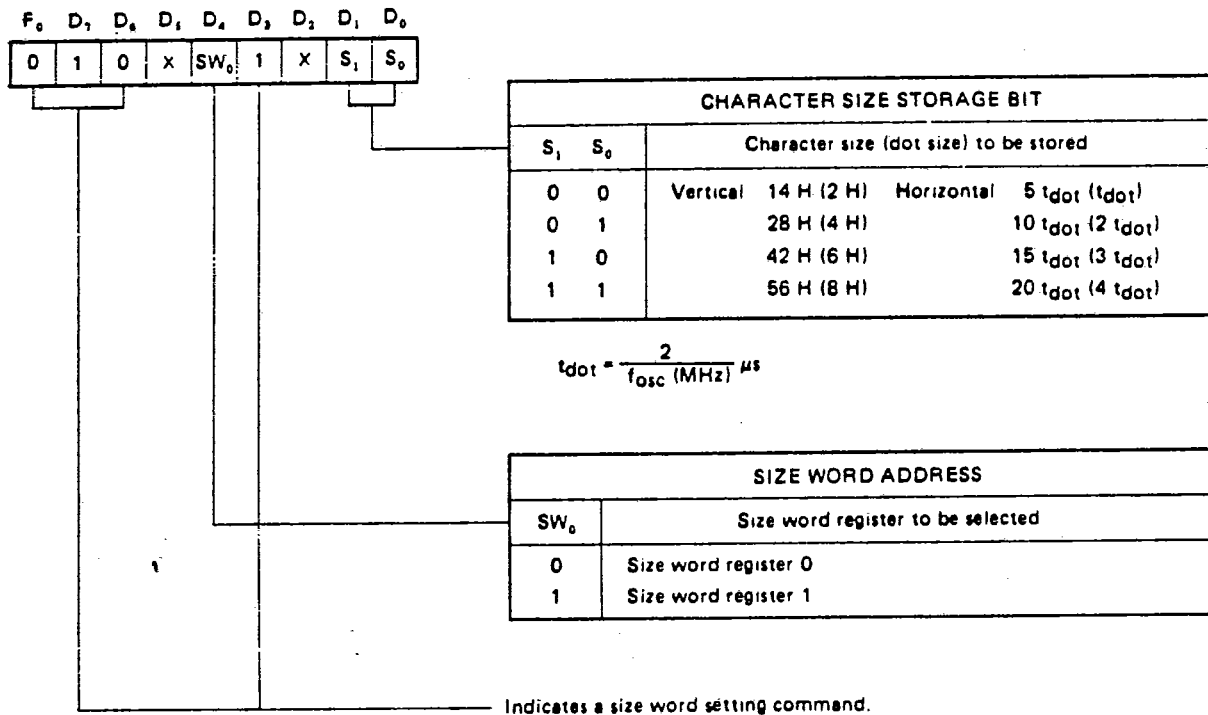 F₀ D₇ D₆ D₅ D₄ D₃ D₂ D₁ D₀
0 1 0 X SW₀ 1 X S₁ S₀
CHARACTER SIZE STORAGE BIT
S₁ S₀ Character size (dot size) to be stored
0 0 Vertical 14 H (2 H) Horizontal 5 tdot (tdot)
0 1 28 H (4 H) 10 tdot (2 tdot)
1 0 42 H (6 H) 15 tdot (3 tdot)
1 1 56 H (8 H) 20 tdot (4 tdot)
tdot = 2 / fosc (MHz) μs
SIZE WORD ADDRESS
SW₀ Size word register to be selected
0 Size word register 0
1 Size word register 1
Indicates a size word setting command.